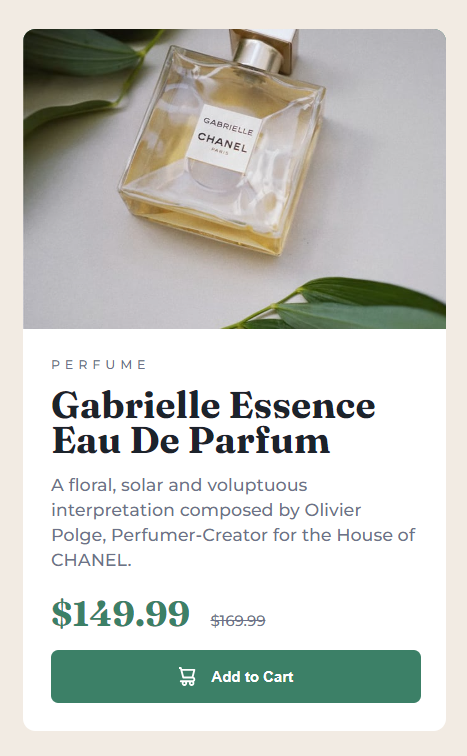 GABRIELLE
CHANEL
PARIS
PERFUME
Gabrielle Essence
Eau De Parfum
A floral, solar and voluptuous
interpretation composed by Olivier
Polge, Perfumer-Creator for the House of
CHANEL.
$149.99 $169.99
Add to Cart